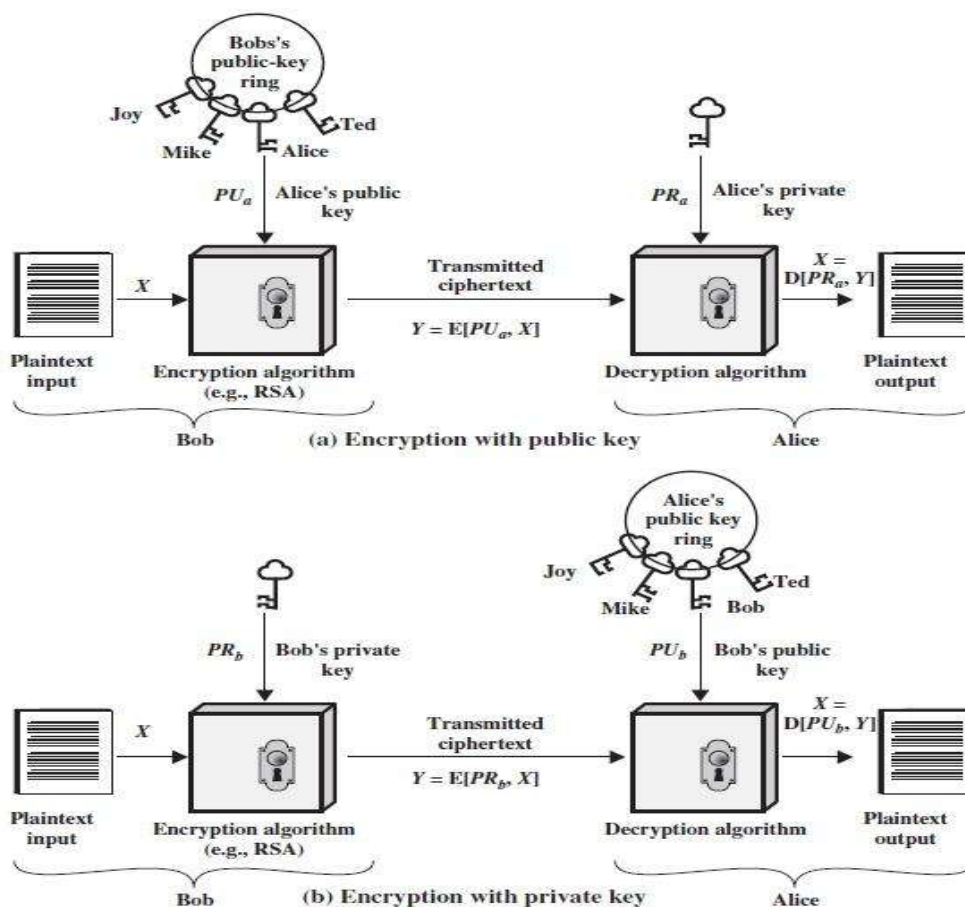 Bobs's
public-key
ring
Joy
Ted
Mike
Alice
PUa
Alice's public
key
PRa
Alice's private
key
X
Transmitted
ciphertext
X =
D[PRa, Y]
Y = E[PUa, X]
Plaintext
input
Encryption algorithm
(e.g., RSA)
Decryption algorithm
Plaintext
output
Bob
(a) Encryption with public key
Alice
Alice's
public key
ring
Joy
Ted
Mike
Bob
PRb
Bob's private
key
PUb
Bob's public
key
X
Transmitted
ciphertext
X =
D[PUb, Y]
Y = E[PRb, X]
Plaintext
input
Encryption algorithm
(e.g., RSA)
Decryption algorithm
Plaintext
output
Bob
(b) Encryption with private key
Alice